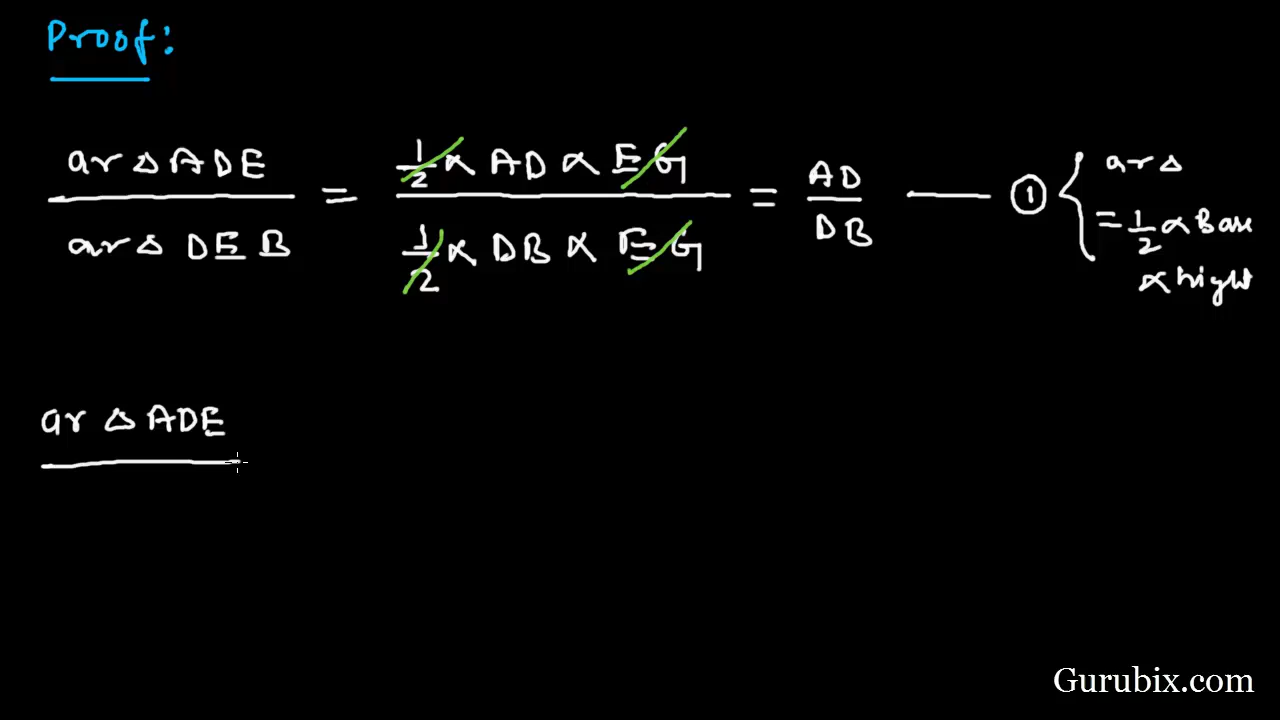 Proof:
ar △ ADE / ar △ DEB = 1/2 × AD × EG / 1/2 × DB × EG = AD / DB —— ① { ar △
= 1/2 × Base
× hight
ar △ ADE
Gurubix.com